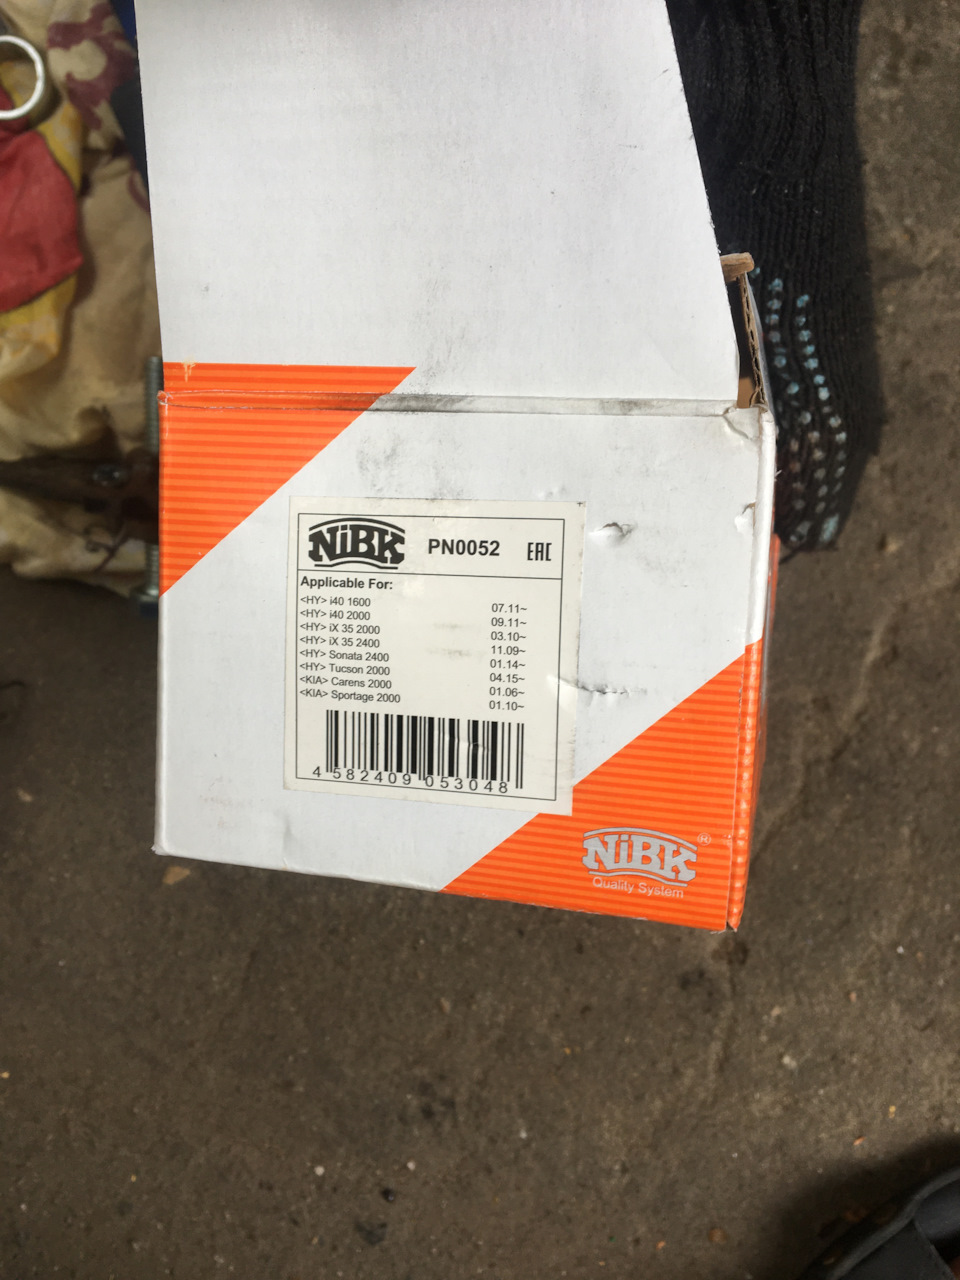 NiBK PN0052 EAC
Applicable For:
<HY> i40 1600 07.11~
<HY> i40 2000 09.11~
<HY> iX 35 2000 03.10~
<HY> iX 35 2400 11.09~
<HY> Sonata 2400 01.14~
<HY> Tucson 2000 04.15~
<KIA> Carens 2000 01.06~
<KIA> Sportage 2000 01.10~
4 582409 053048
NiBK ®
Quality System